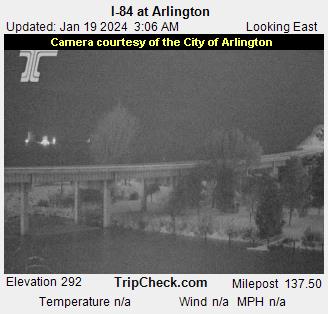 I-84 at Arlington
Updated: Jan 19 2024 3:06 AM Looking East
Camera courtesy of the City of Arlington
Elevation 292 TripCheck.com Milepost 137.50
Temperature n/a Wind n/a MPH n/a